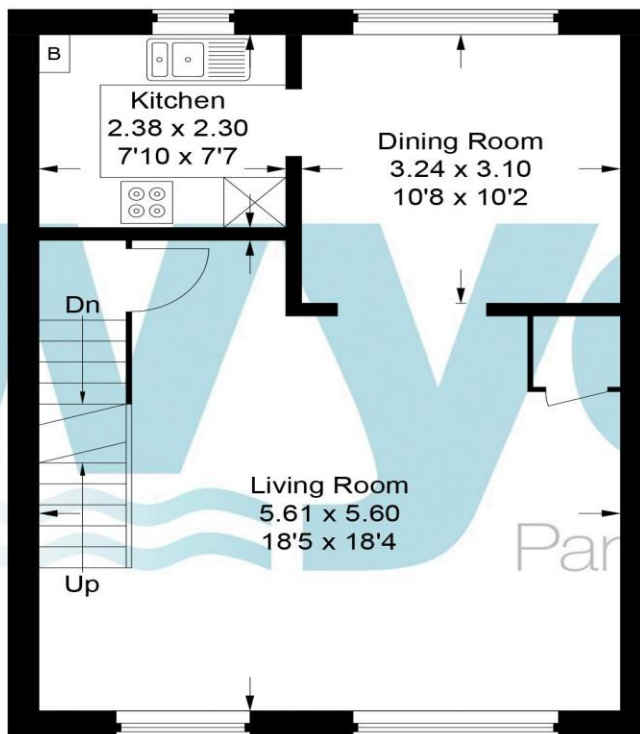 B
Kitchen
2.38 x 2.30
7'10 x 7'7
Dining Room
3.24 x 3.10
10'8 x 10'2
Dn
Living Room
5.61 x 5.60
18'5 x 18'4
Up